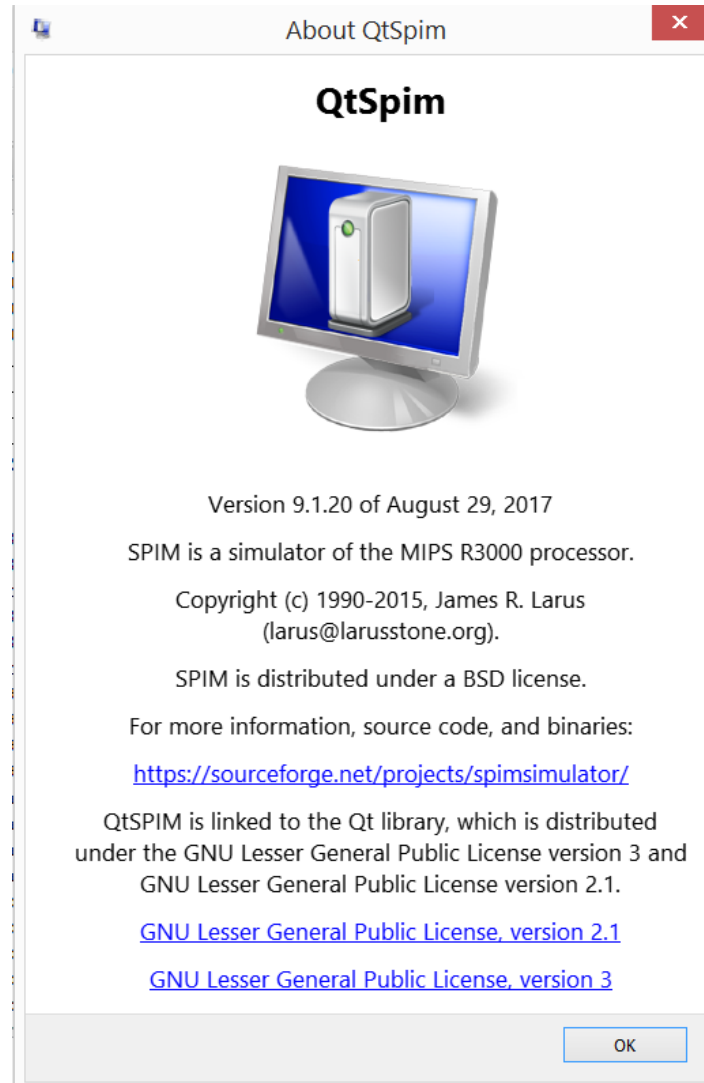 About QtSpim
QtSpim
Version 9.1.20 of August 29, 2017
SPIM is a simulator of the MIPS R3000 processor.
Copyright (c) 1990-2015, James R. Larus
(larus@larusstone.org).
SPIM is distributed under a BSD license.
For more information, source code, and binaries:
https://sourceforge.net/projects/spimsimulator/
QtSPIM is linked to the Qt library, which is distributed
under the GNU Lesser General Public License version 3 and
GNU Lesser General Public License version 2.1.
GNU Lesser General Public License, version 2.1
GNU Lesser General Public License, version 3
OK